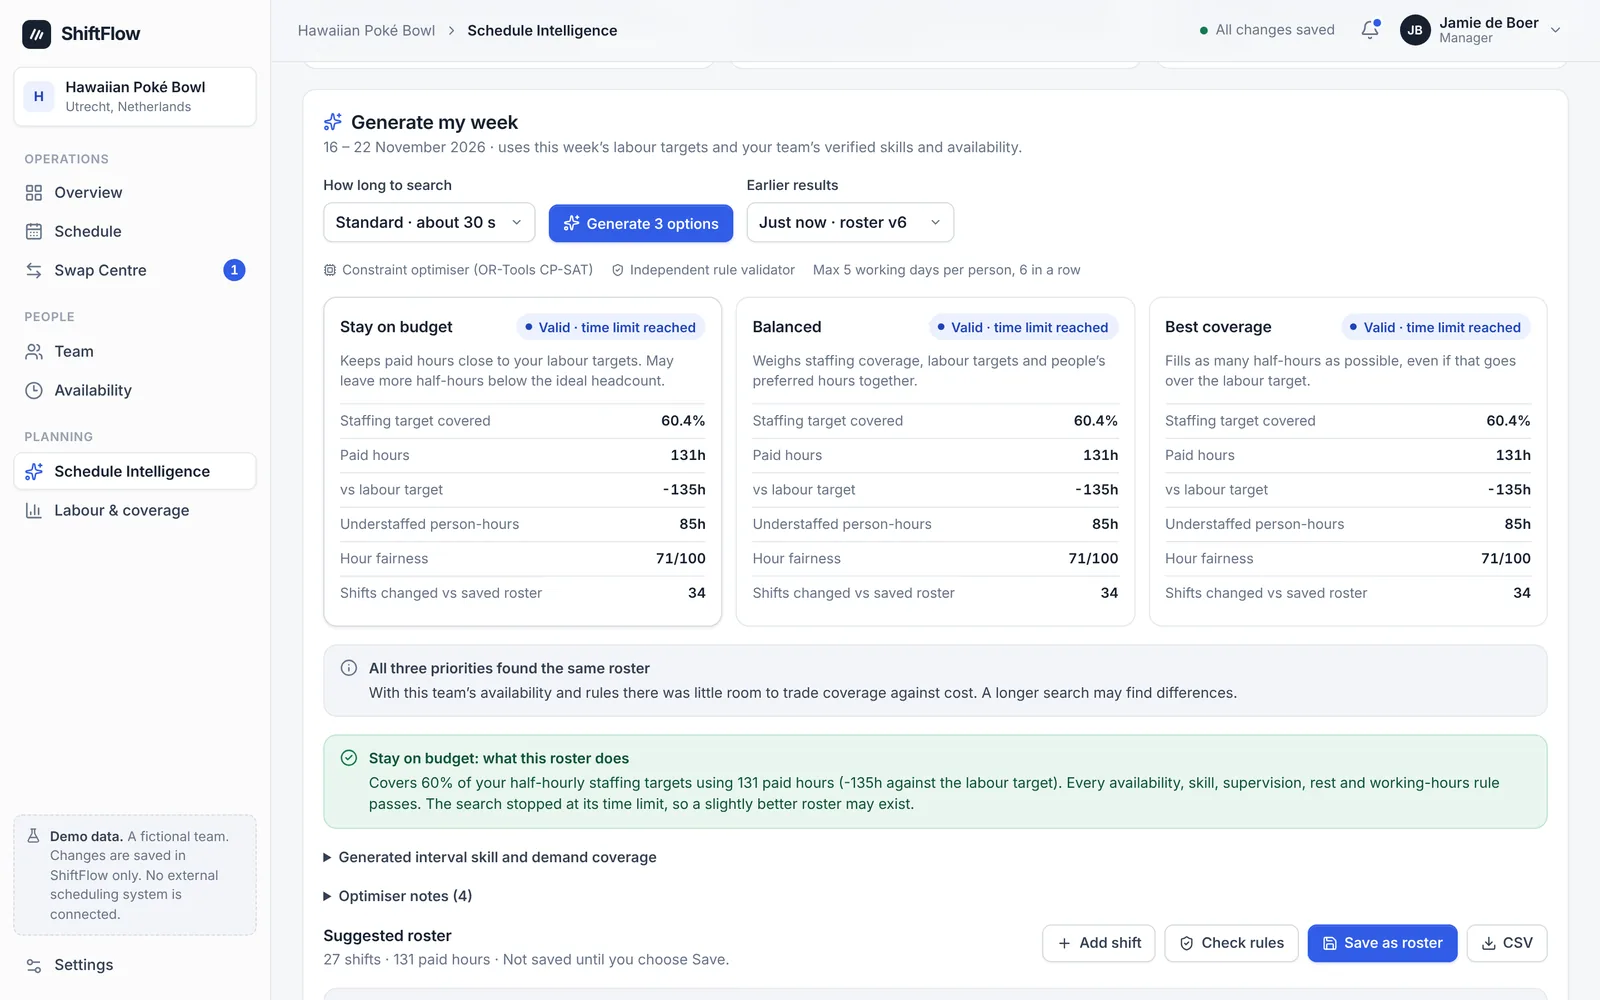 ShiftFlow
H
Hawaiian Poké Bowl
Utrecht, Netherlands
OPERATIONS
Overview
Schedule
Swap Centre
1
PEOPLE
Team
Availability
PLANNING
Schedule Intelligence
Labour & coverage
Demo data. A fictional team.
Changes are saved in
ShiftFlow only. No external
scheduling system is
connected.
Settings
Hawaiian Poké Bowl > Schedule Intelligence
All changes saved
JB
Jamie de Boer
Manager
Generate my week
16 – 22 November 2026 · uses this week's labour targets and your team's verified skills and availability.
How long to search
Standard · about 30 s
Generate 3 options
Earlier results
Just now · roster v6
Constraint optimiser (OR-Tools CP-SAT)
Independent rule validator
Max 5 working days per person, 6 in a row
Stay on budget
Valid · time limit reached
Keeps paid hours close to your labour targets. May
leave more half-hours below the ideal headcount.
Staffing target covered 60.4%
Paid hours 131h
vs labour target -135h
Understaffed person-hours 85h
Hour fairness 71/100
Shifts changed vs saved roster 34
Balanced
Valid · time limit reached
Weighs staffing coverage, labour targets and people's
preferred hours together.
Staffing target covered 60.4%
Paid hours 131h
vs labour target -135h
Understaffed person-hours 85h
Hour fairness 71/100
Shifts changed vs saved roster 34
Best coverage
Valid · time limit reached
Fills as many half-hours as possible, even if that goes
over the labour target.
Staffing target covered 60.4%
Paid hours 131h
vs labour target -135h
Understaffed person-hours 85h
Hour fairness 71/100
Shifts changed vs saved roster 34
All three priorities found the same roster
With this team's availability and rules there was little room to trade coverage against cost. A longer search may find differences.
Stay on budget: what this roster does
Covers 60% of your half-hourly staffing targets using 131 paid hours (-135h against the labour target). Every availability, skill, supervision, rest and working-hours rule
passes. The search stopped at its time limit, so a slightly better roster may exist.
Generated interval skill and demand coverage
Optimiser notes (4)
Suggested roster
27 shifts · 131 paid hours · Not saved until you choose Save.
Add shift
Check rules
Save as roster
CSV